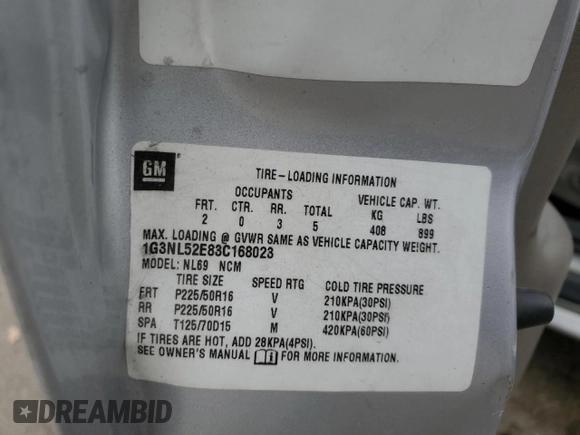 GM
TIRE-LOADING INFORMATION
OCCUPANTS VEHICLE CAP. WT.
FRT. CTR. RR. TOTAL KG LBS
2 0 3 5 408 899
MAX. LOADING @ GVWR SAME AS VEHICLE CAPACITY WEIGHT.
1G3NL52E83C168023
MODEL: NL69 NCM
TIRE SIZE SPEED RTG COLD TIRE PRESSURE
FRT P225/50R16 V 210KPA(30PSI)
RR P225/50R16 V 210KPA(30PSI)
SPA T125/70D15 M 420KPA(60PSI)
IF TIRES ARE HOT, ADD 28KPA(4PSI).
SEE OWNER'S MANUAL FOR MORE INFORMATION.
DREAMBID